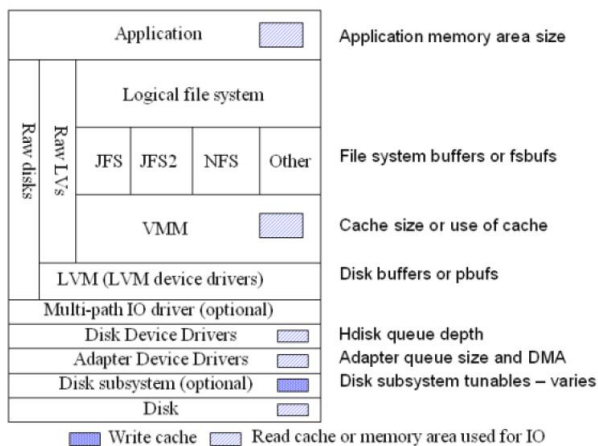 Application
Application memory area size
Raw disks
Raw LVs
Logical file system
JFS JFS2 NFS Other
File system buffers or fsbufs
VMM
Cache size or use of cache
LVM (LVM device drivers)
Disk buffers or pbufs
Multi-path IO driver (optional)
Disk Device Drivers
Hdisk queue depth
Adapter Device Drivers
Adapter queue size and DMA
Disk subsystem (optional)
Disk subsystem tunables – varies
Disk
Write cache Read cache or memory area used for IO